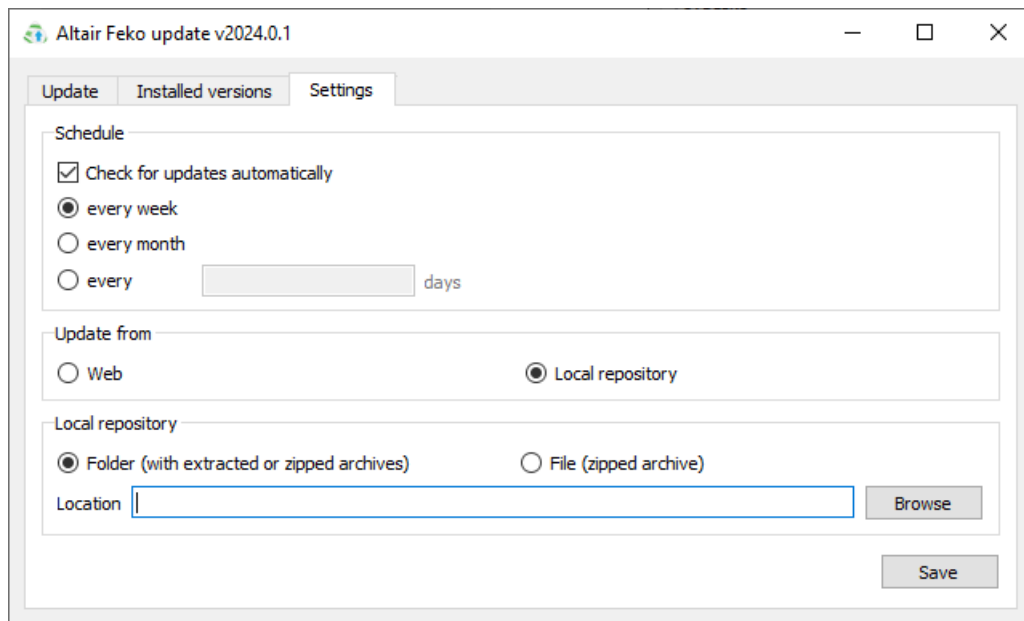 Altair Feko update v2024.0.1
Update Installed versions Settings
Schedule
Check for updates automatically
every week
every month
every days
Update from
Web Local repository
Local repository
Folder (with extracted or zipped archives) File (zipped archive)
Location Browse
Save